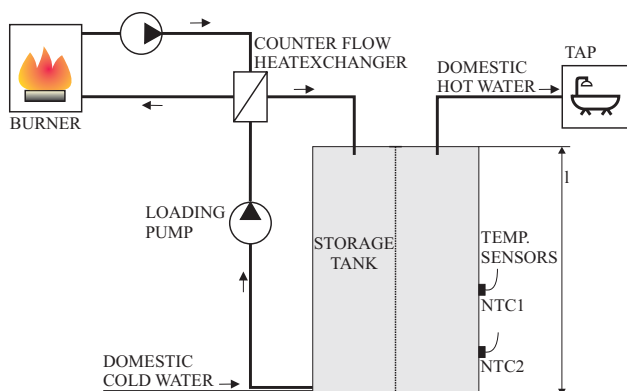 COUNTER FLOW
HEATEXCHANGER
TAP
DOMESTIC
HOT WATER
BURNER
l
LOADING
PUMP
STORAGE
TANK
TEMP.
SENSORS
NTC1
NTC2
DOMESTIC
COLD WATER